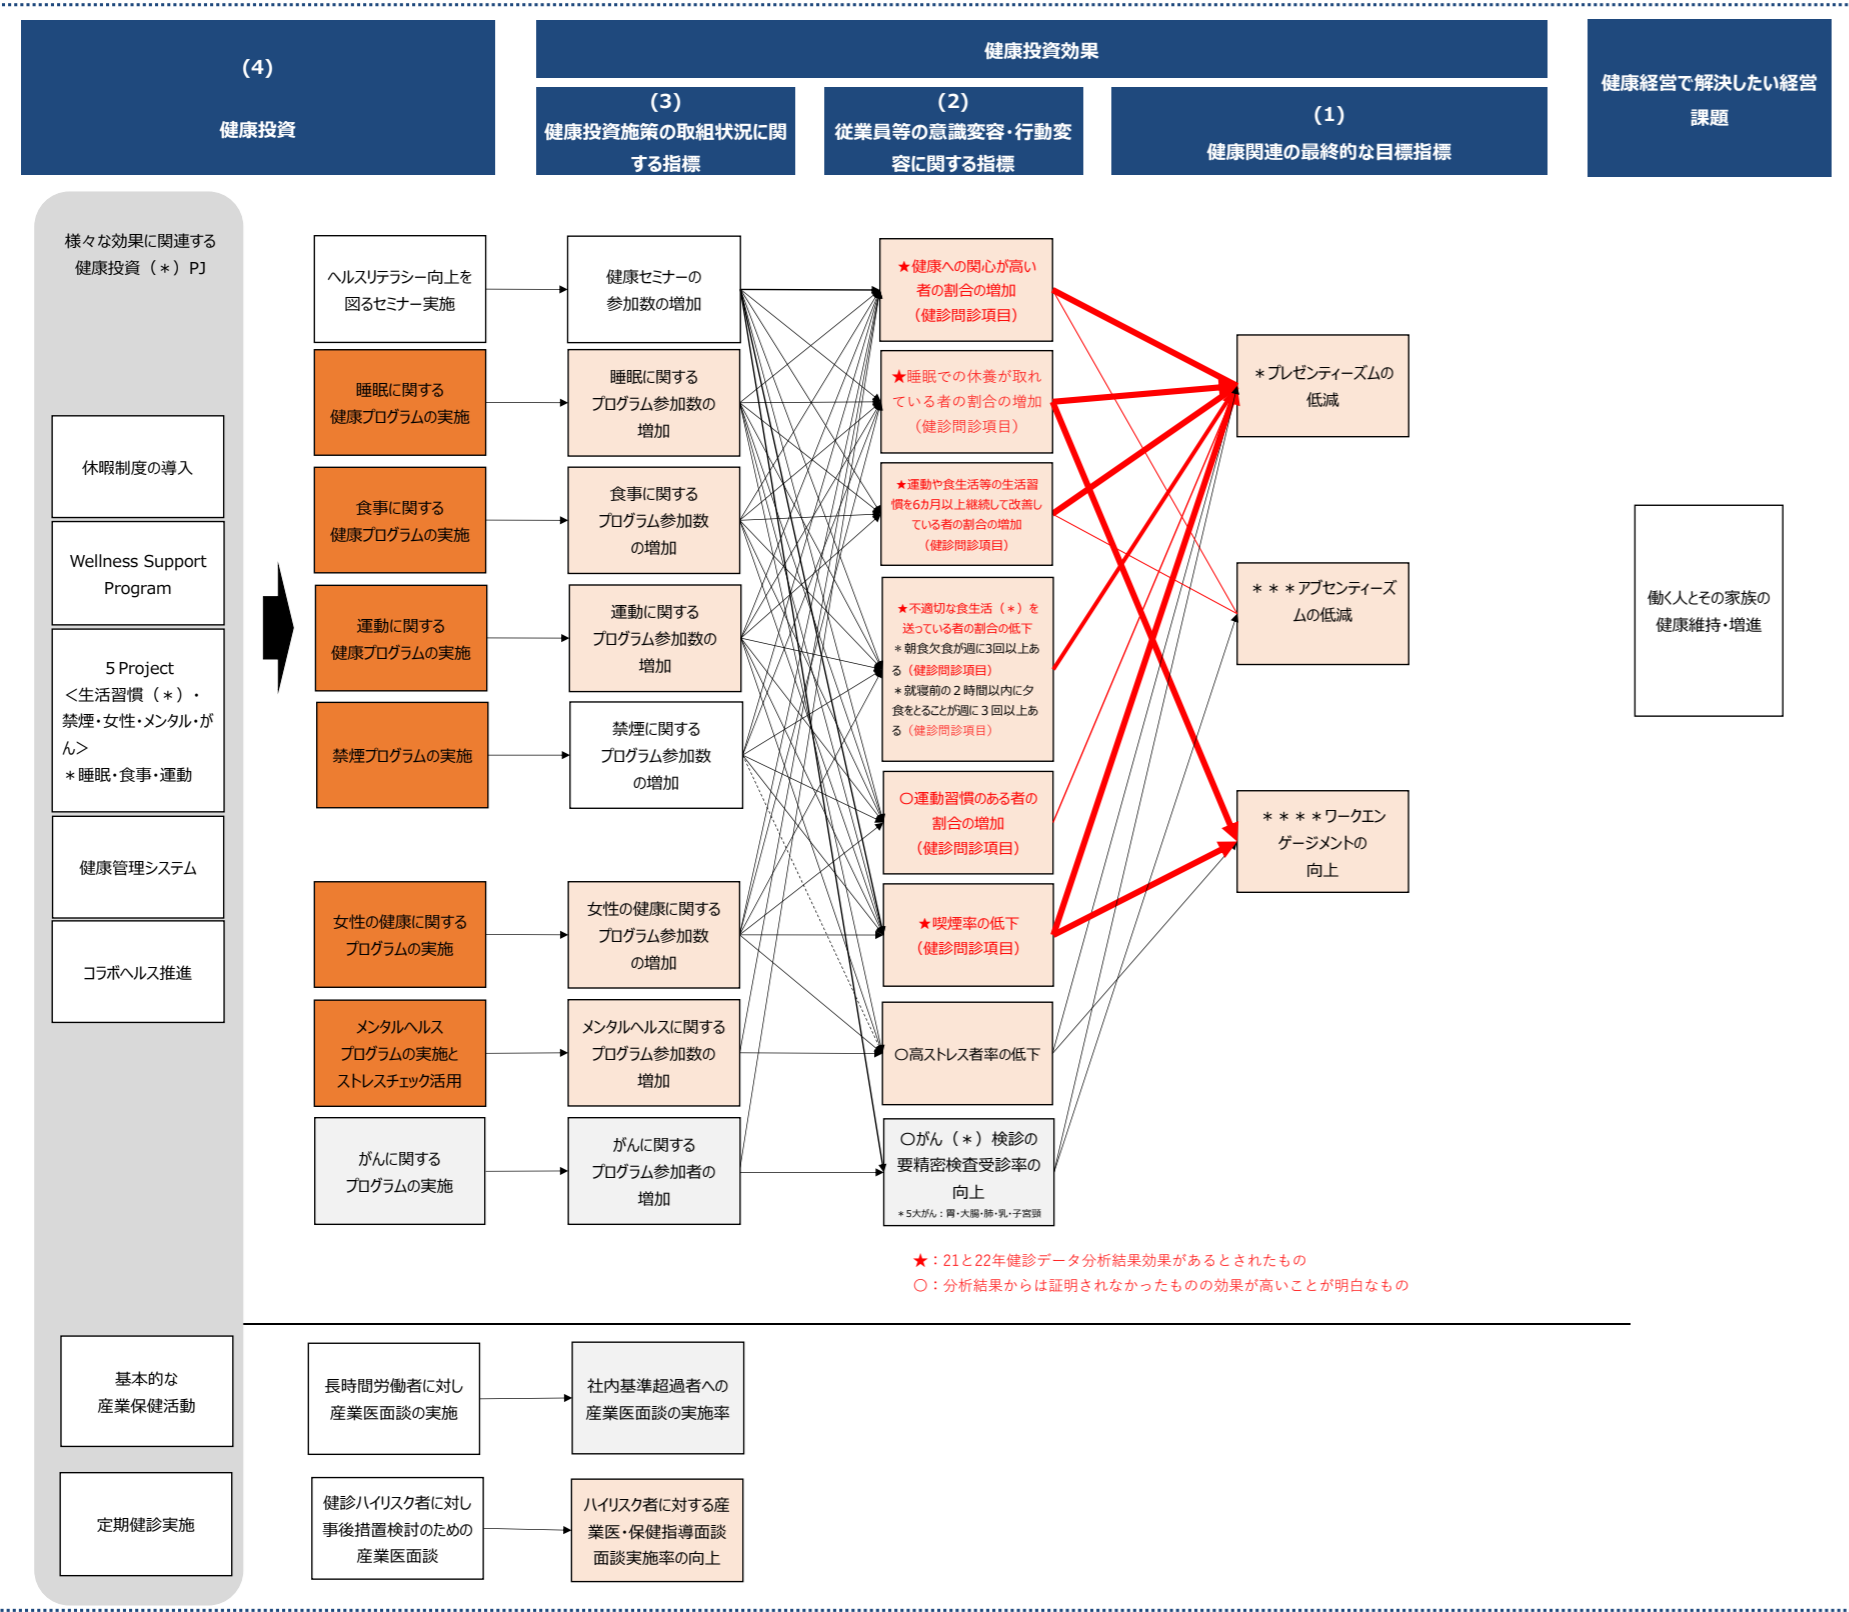 (4)
健康投資
健康投資効果
(3)
健康投資施策の取組状況に関
する指標
(2)
従業員等の意識変容・行動変
容に関する指標
(1)
健康関連の最終的な目標指標
健康経営で解決したい経営
課題
様々な効果に関連する
健康投資（＊）PJ
休暇制度の導入
Wellness Support
Program
５Project
＜生活習慣（＊）・
禁煙・女性・メンタル・が
ん＞
＊睡眠・食事・運動
健康管理システム
コラボヘルス推進
ヘルスリテラシー向上を
図るセミナー実施
睡眠に関する
健康プログラムの実施
食事に関する
健康プログラムの実施
運動に関する
健康プログラムの実施
禁煙プログラムの実施
女性の健康に関する
プログラムの実施
メンタルヘルス
プログラムの実施と
ストレスチェック活用
がんに関する
プログラムの実施
健康セミナーの
参加数の増加
睡眠に関する
プログラム参加数の
増加
食事に関する
プログラム参加数
の増加
運動に関する
プログラム参加数の
増加
禁煙に関する
プログラム参加数
の増加
女性の健康に関する
プログラム参加数
の増加
メンタルヘルスに関する
プログラム参加数の
増加
がんに関する
プログラム参加者の
増加
★健康への関心が高い
者の割合の増加
（健診問診項目）
★睡眠での休養が取れ
ている者の割合の増加
（健診問診項目）
★運動や食生活等の生活習
慣を6カ月以上継続して改善し
ている者の割合の増加
（健診問診項目）
★不適切な食生活（＊）を
送っている者の割合の低下
＊朝食欠食が週に3回以上あ
る（健診問診項目）
＊就寝前の２時間以内に夕
食をとることが週に３回以上あ
る（健診問診項目）
〇運動習慣のある者の
割合の増加
（健診問診項目）
★喫煙率の低下
（健診問診項目）
〇高ストレス者率の低下
〇がん（＊）検診の
要精密検査受診率の
向上
＊5大がん：胃・大腸・肺・乳・子宮頸
＊プレゼンティーズムの
低減
＊＊＊アブセンティーズ
ムの低減
＊＊＊＊ワークエン
ゲージメントの
向上
働く人とその家族の
健康維持・増進
★：21と22年健診データ分析結果効果があるとされたもの
〇：分析結果からは証明されなかったものの効果が高いことが明白なもの
基本的な
産業保健活動
長時間労働者に対し
産業医面談の実施
社内基準超過者への
産業医面談の実施率
定期健診実施
健診ハイリスク者に対し
事後措置検討のための
産業医面談
ハイリスク者に対する産
業医・保健指導面談
面談実施率の向上